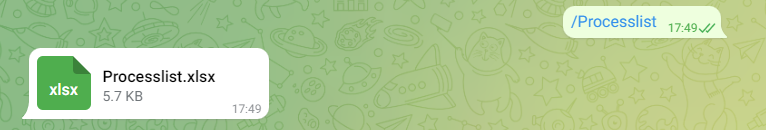 /Processlist 17:49
xlsx
Processlist.xlsx
5.7 KB
17:49